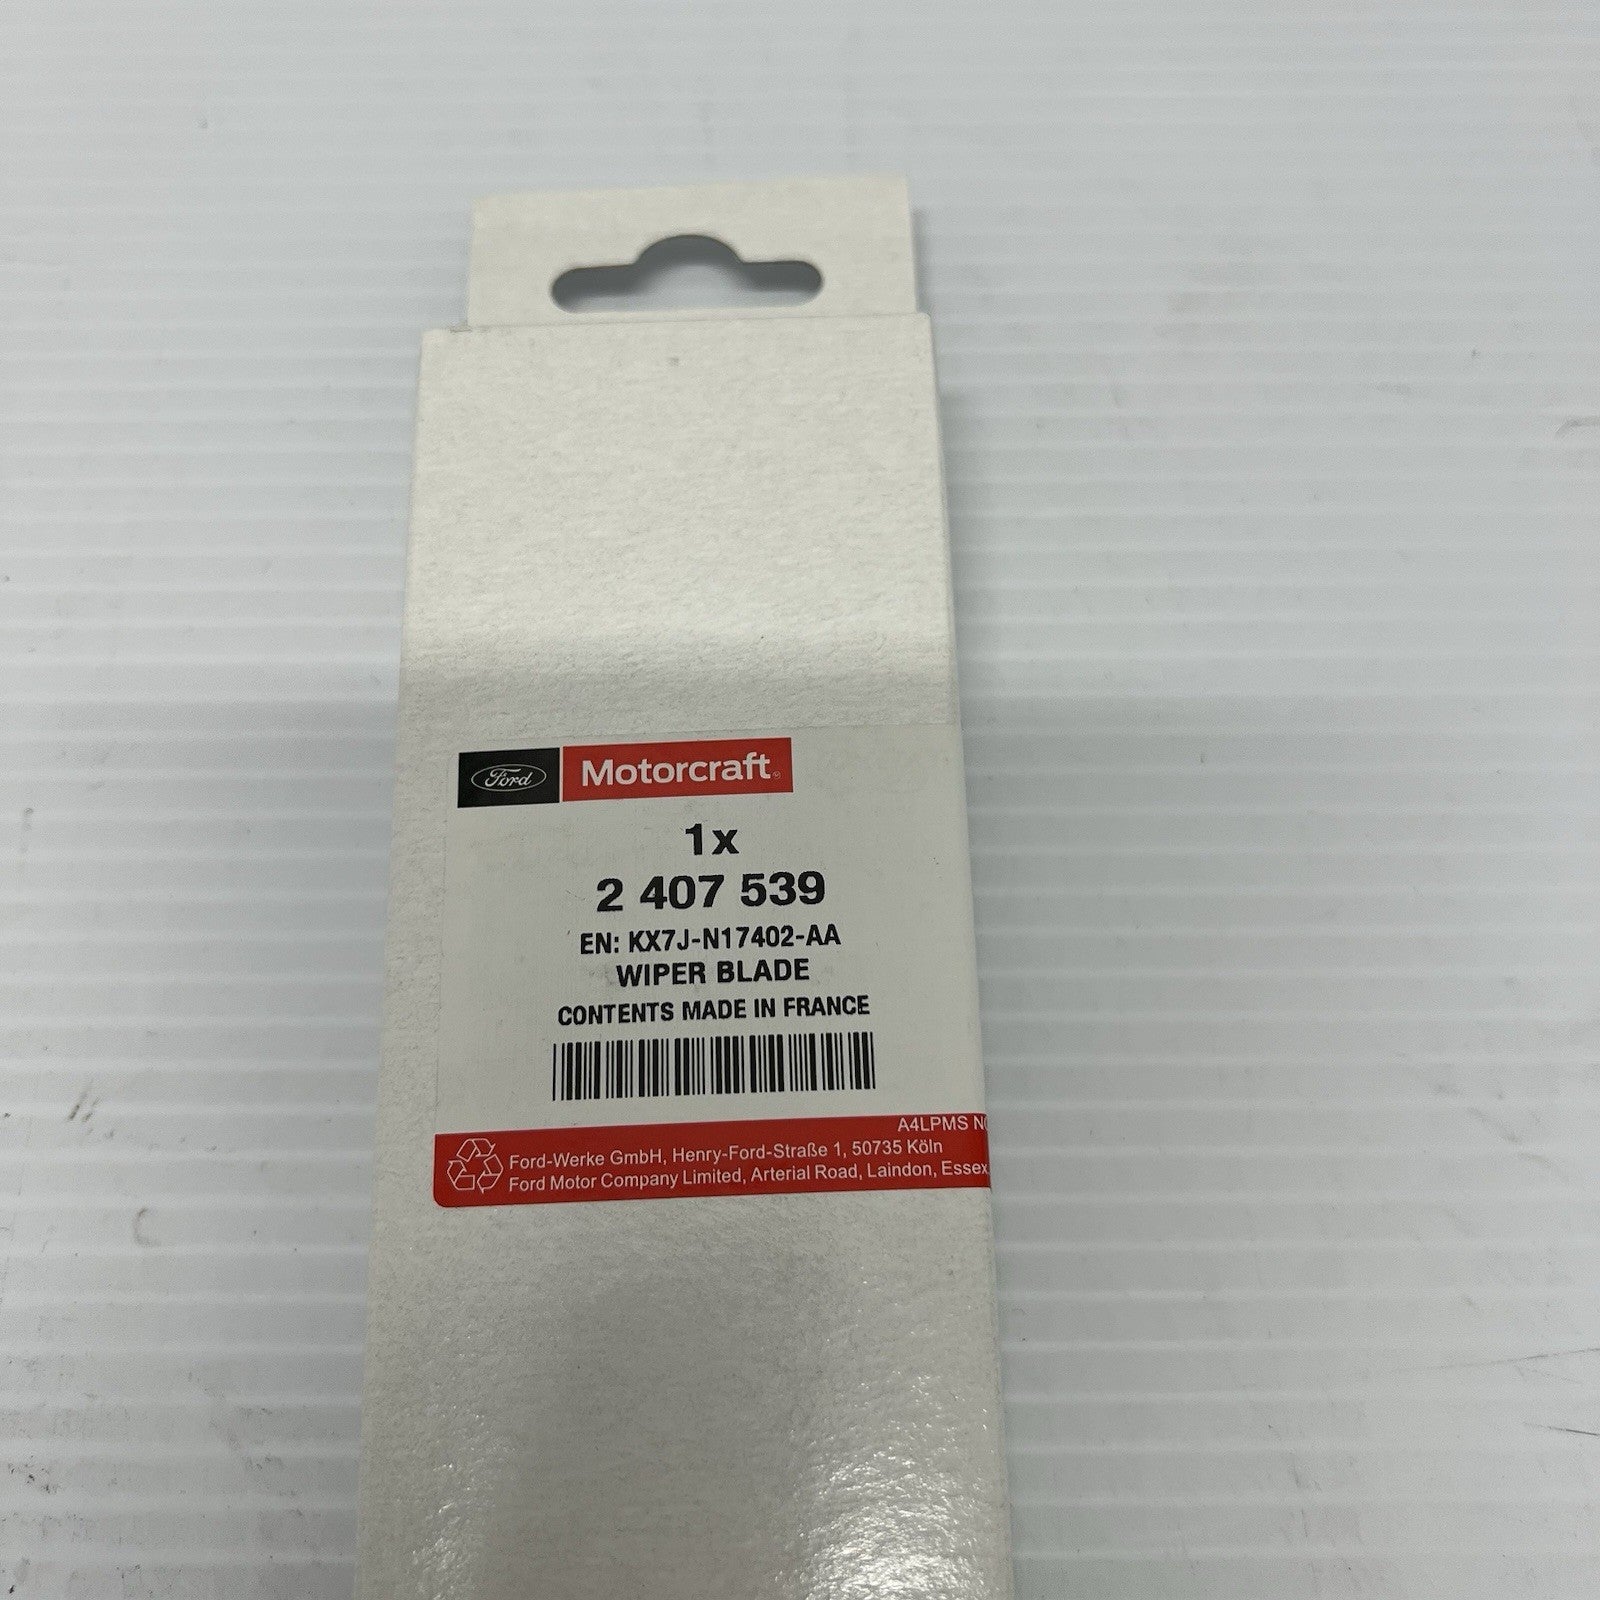 Ford Motorcraft®
1x
2 407 539
EN: KX7J-N17402-AA
WIPER BLADE
CONTENTS MADE IN FRANCE
A4LPMS
Ford-Werke GmbH, Henry-Ford-Straße 1, 50735 Köln
Ford Motor Company Limited, Arterial Road, Laindon, Essex,